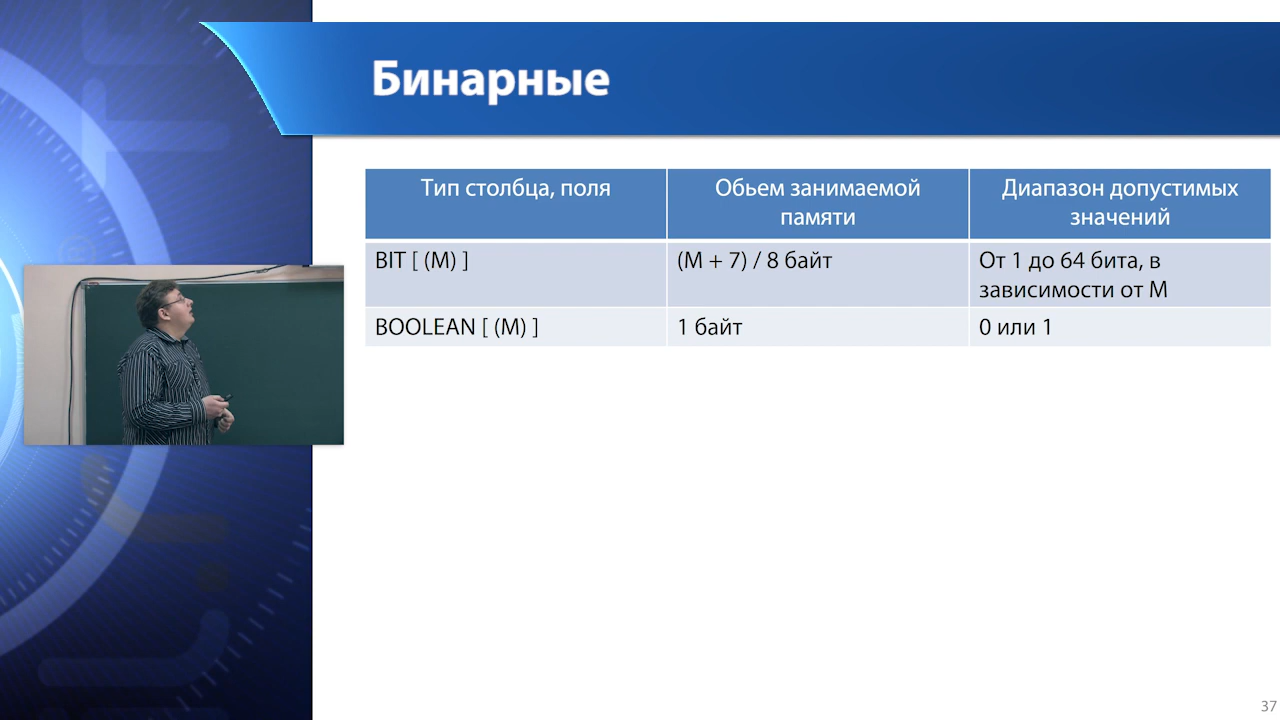 Бинарные
Тип столбца, поля
Обьем занимаемой
памяти
Диапазон допустимых
значений
BIT [ (M) ]
(M + 7) / 8 байт
От 1 до 64 бита, в
зависимости от M
BOOLEAN [ (M) ]
1 байт
0 или 1
37